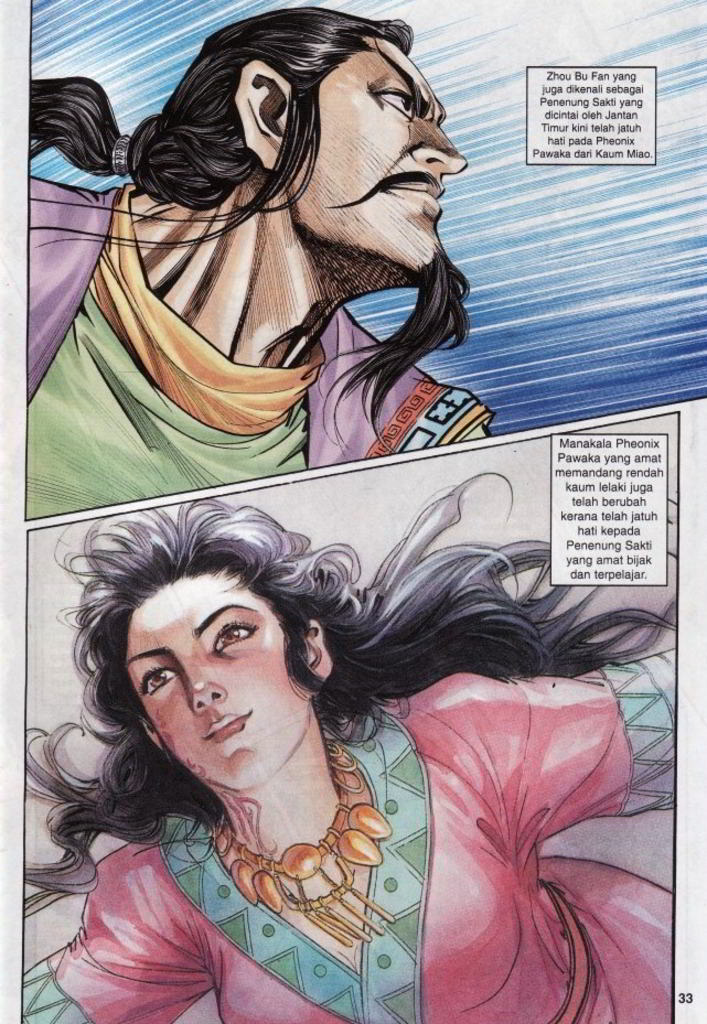 Zhou Bu Fan yang
juga dikenali sebagai
Penenung Sakti yang
dicintai oleh Jantan
Timur kini telah jatuh
hati pada Pheonix
Pawaka dari Kaum Miao.
Manakala Pheonix
Pawaka yang amat
memandang rendah
kaum lelaki juga
telah berubah
kerana telah jatuh
hati kepada
Penenung Sakti
yang amat bijak
dan terpelajar.
33